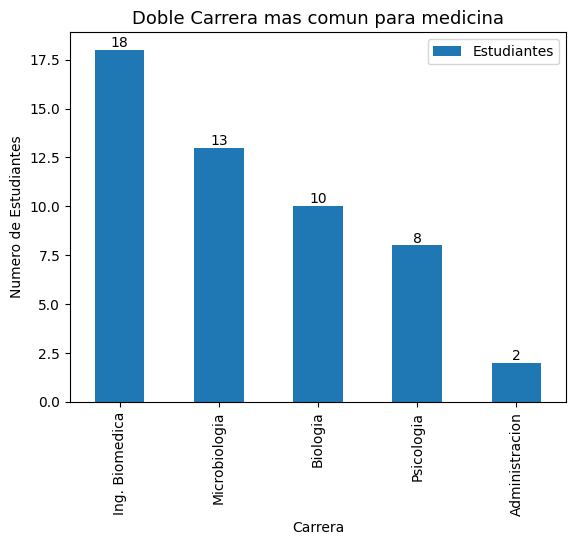 Doble Carrera mas comun para medicina
Estudiantes
18
13
10
8
2
17.5
15.0
12.5
10.0
7.5
5.0
2.5
0.0
Numero de Estudiantes
Ing. Biomedica
Microbiologia
Biologia
Psicologia
Administracion
Carrera